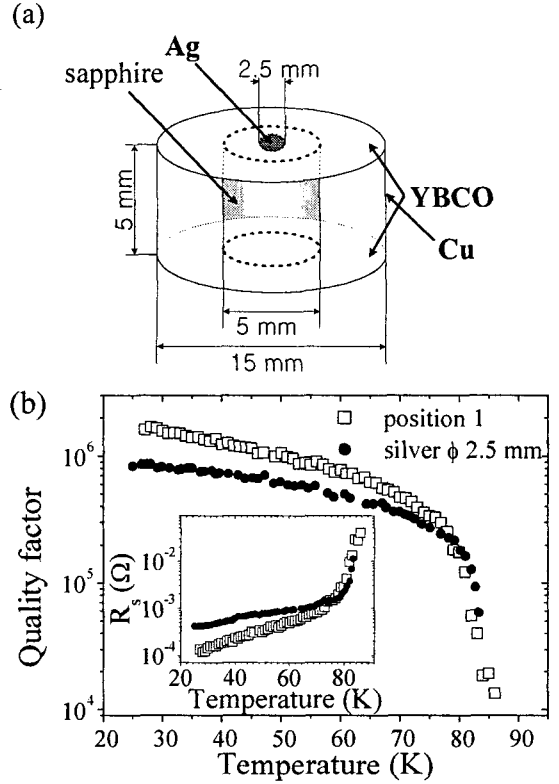 (a)
Ag
sapphire
2.5 mm
5 mm
YBCO
Cu
5 mm
15 mm
(b)
position 1
silver ϕ 2.5 mm
Quality factor
10^6
10^5
10^4
R_s (Ω)
10^-2
10^-3
10^-4
20 40 60 80
Temperature (K)
20 30 40 50 60 70 80 90
Temperature (K)